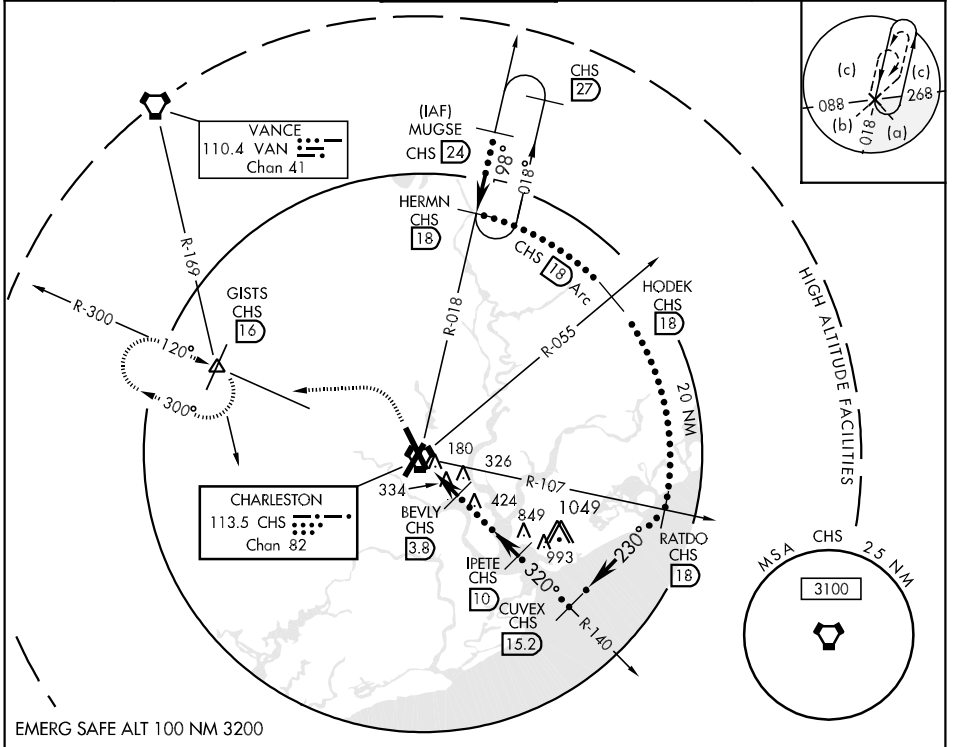 CHS
27
(IAF)
MUGSE
CHS 24
198°
018°
VANCE
110.4 VAN
Chan 41
HERMN
CHS
18
CHS 18 Arc
HODEK
CHS
18
R-169
R-018
R-055
GISTS
CHS
16
R-300
120°
300°
20 NM
HIGH ALTITUDE FACILITIES
180
326
334
R-107
424
849
1049
993
CHARLESTON
113.5 CHS
Chan 82
BEVLY
CHS
3.8
IPETE
CHS
10
320°
230°
RATDO
CHS
18
CUVEX
CHS
15.2
R-140
MSA CHS 25 NM
3100
EMERG SAFE ALT 100 NM 3200
(c)
(c)
088
268
(b)
018
(a)